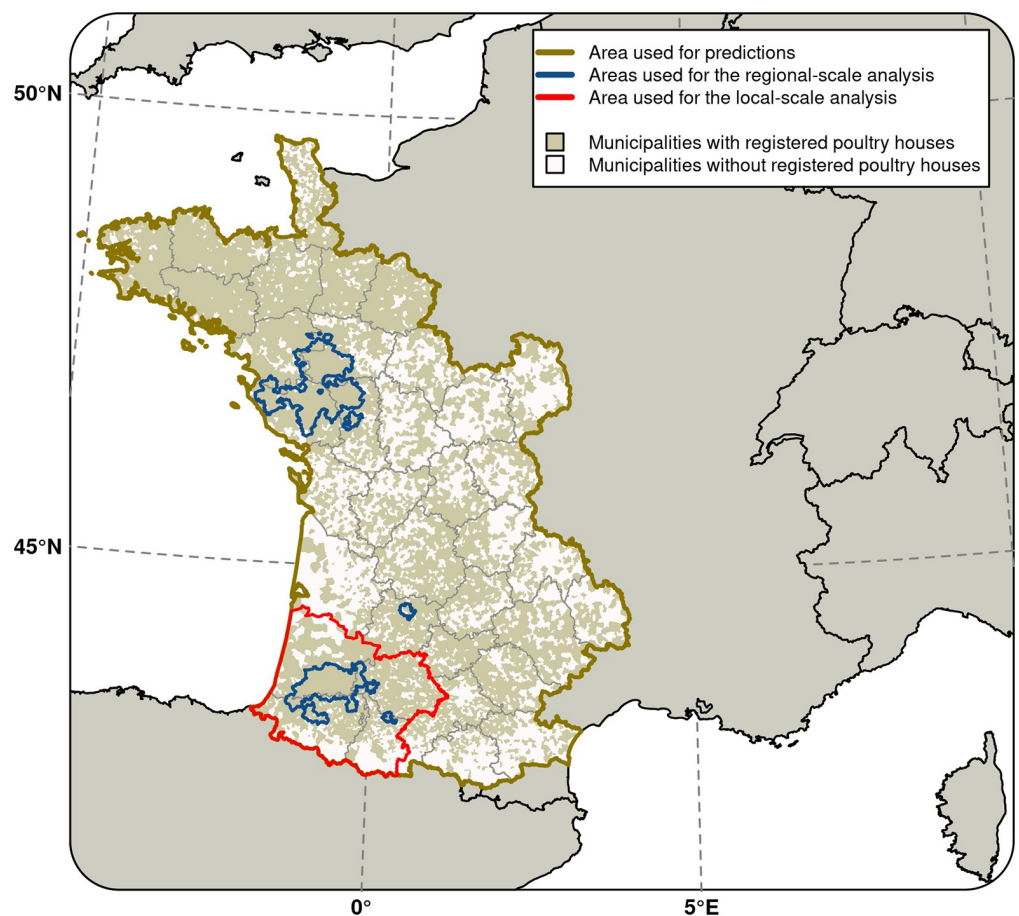 Area used for predictions
Areas used for the regional-scale analysis
Area used for the local-scale analysis
Municipalities with registered poultry houses
Municipalities without registered poultry houses
50°N
45°N
0°
5°E